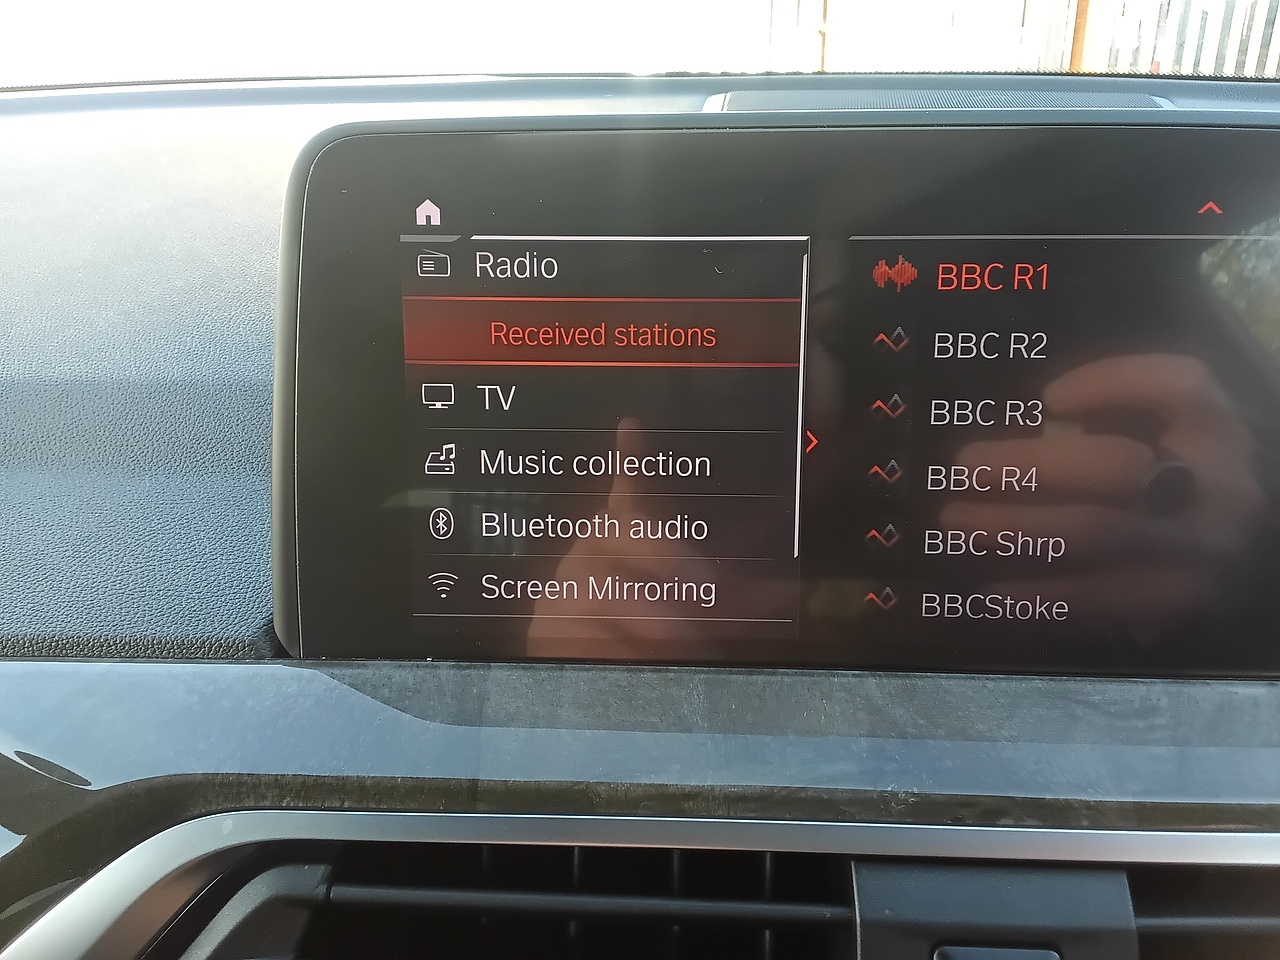 Radio
Received stations
TV
Music collection
Bluetooth audio
Screen Mirroring
BBC R1
BBC R2
BBC R3
BBC R4
BBC Shrp
BBCStoke